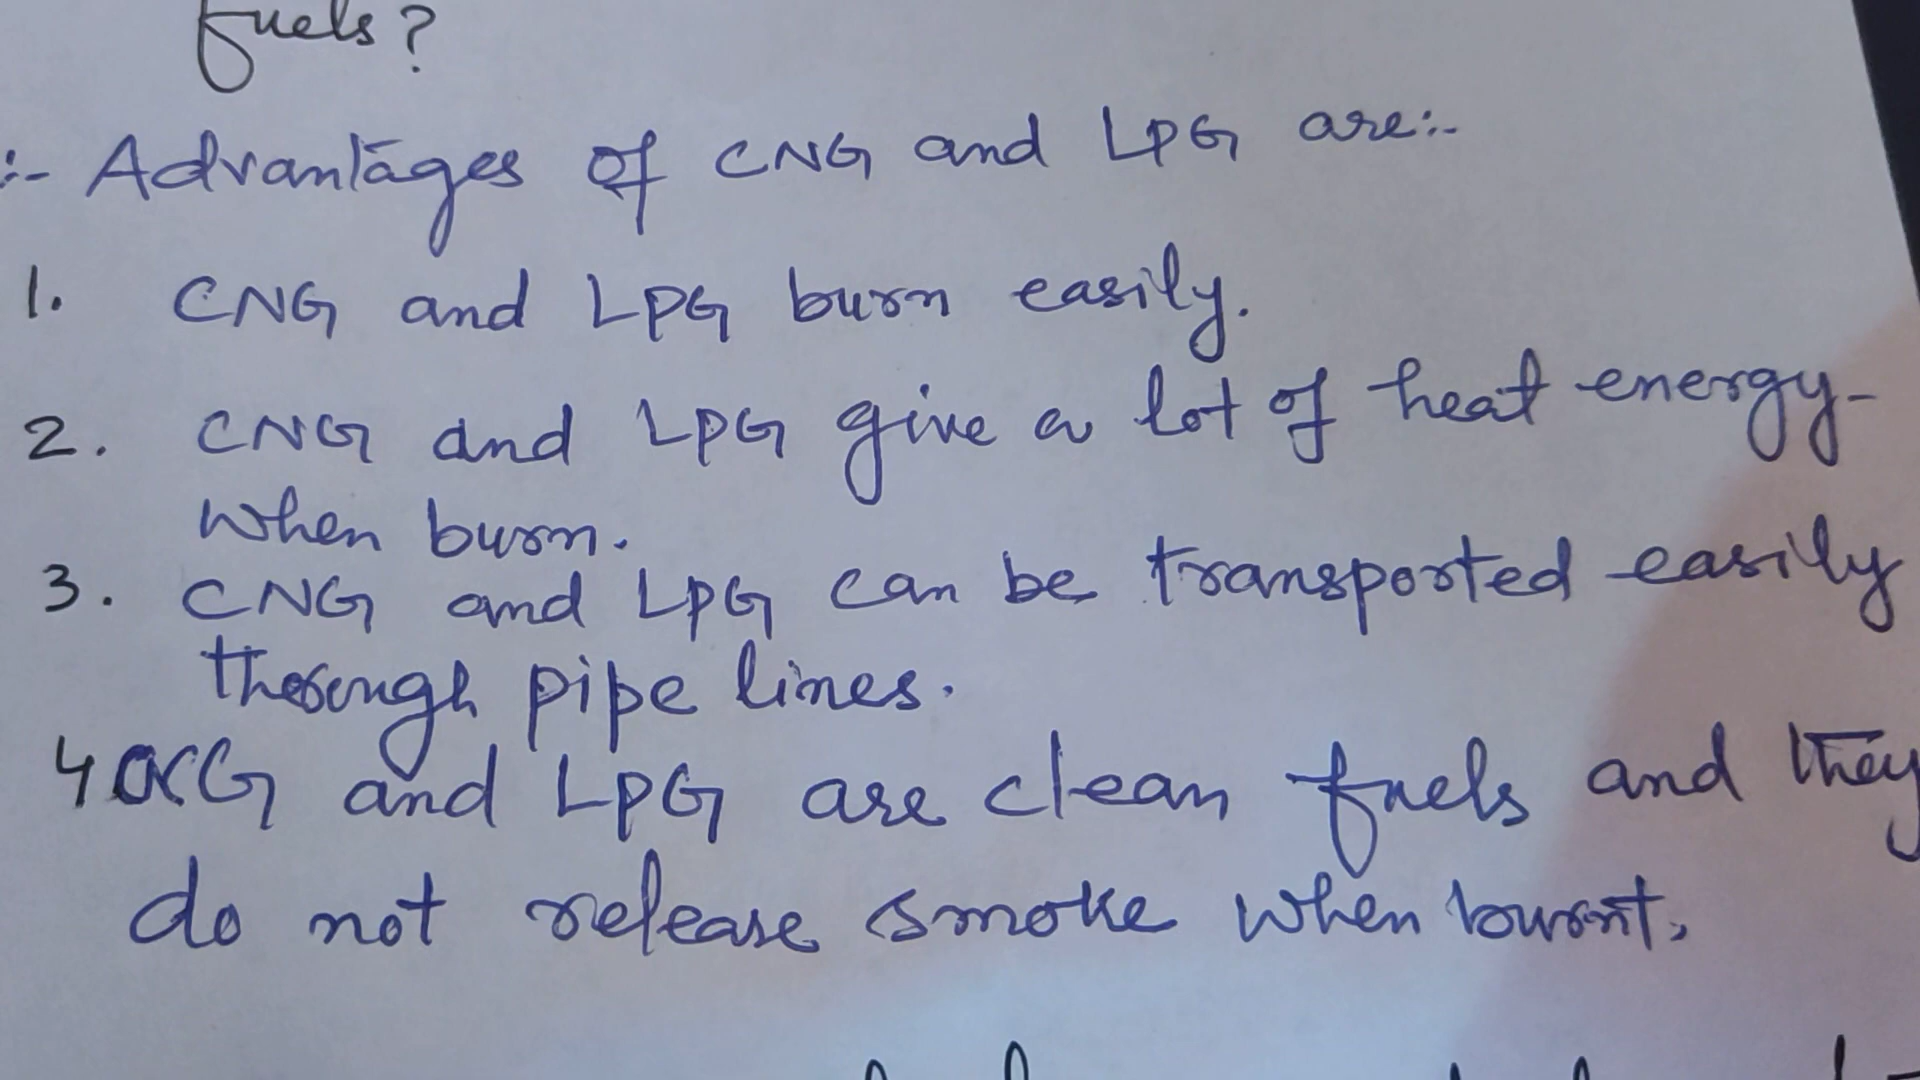 fuels?
:- Advantages of CNG and LPG are:-
1. CNG and LPG burn easily.
2. CNG and LPG give a lot of heat energy-
when burn.
3. CNG and LPG can be transported easily
through pipe lines.
4 CNG and LPG are clean fuels and they
do not release smoke when burnt.